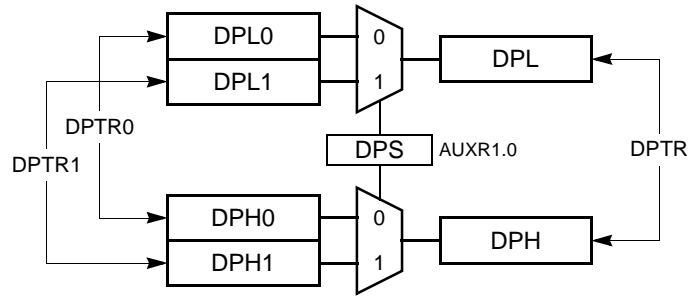 DPL0
0
DPL
DPL1
1
DPTR0
DPTR1
DPS
AUXR1.0
DPTR
DPH0
0
DPH
DPH1
1